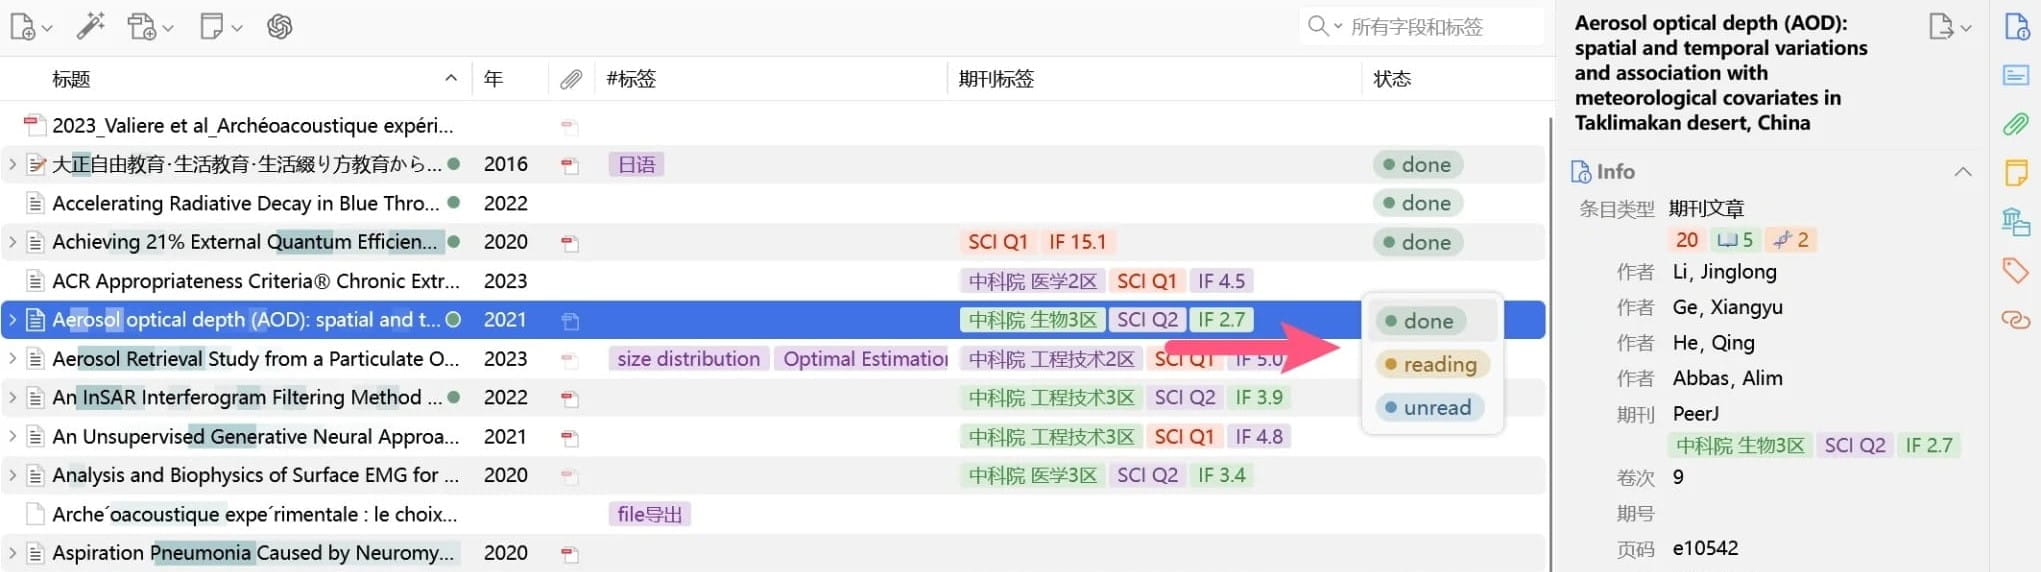 所有字段和标签
标题 年 #标签 期刊标签 状态
2023_Valiere et al_Archéoacoustique expéri...
大正自由教育·生活教育·生活綴り方教育から... 2016 日语 done
Accelerating Radiative Decay in Blue Thro... 2022 done
Achieving 21% External Quantum Efficien... 2020 SCI Q1 IF 15.1 done
ACR Appropriateness Criteria® Chronic Extr... 2023 中科院 医学2区 SCI Q1 IF 4.5
Aerosol optical depth (AOD): spatial and t... 2021 中科院 生物3区 SCI Q2 IF 2.7 done
Aerosol Retrieval Study from a Particulate O... 2023 size distribution Optimal Estimation 中科院 工程技术2区 SCI Q1 IF 5.0 reading
An InSAR Interferogram Filtering Method ... 2022 中科院 工程技术3区 SCI Q2 IF 3.9 unread
An Unsupervised Generative Neural Approa... 2021 中科院 工程技术3区 SCI Q1 IF 4.8
Analysis and Biophysics of Surface EMG for ... 2020 中科院 医学3区 SCI Q2 IF 3.4
Arche´oacoustique expe´rimentale : le choix... file导出
Aspiration Pneumonia Caused by Neuromy... 2020
Aerosol optical depth (AOD):
spatial and temporal variations
and association with
meteorological covariates in
Taklimakan desert, China
Info
条目类型 期刊文章
20 5 2
作者 Li, Jinglong
作者 Ge, Xiangyu
作者 He, Qing
作者 Abbas, Alim
期刊 PeerJ
中科院 生物3区 SCI Q2 IF 2.7
卷次 9
期号
页码 e10542